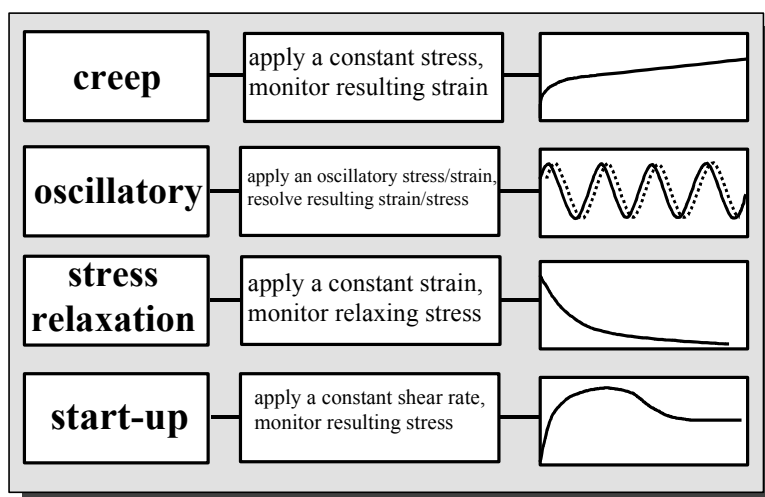 creep
apply a constant stress,
monitor resulting strain
oscillatory
apply an oscillatory stress/strain,
resolve resulting strain/stress
stress
relaxation
apply a constant strain,
monitor relaxing stress
start-up
apply a constant shear rate,
monitor resulting stress